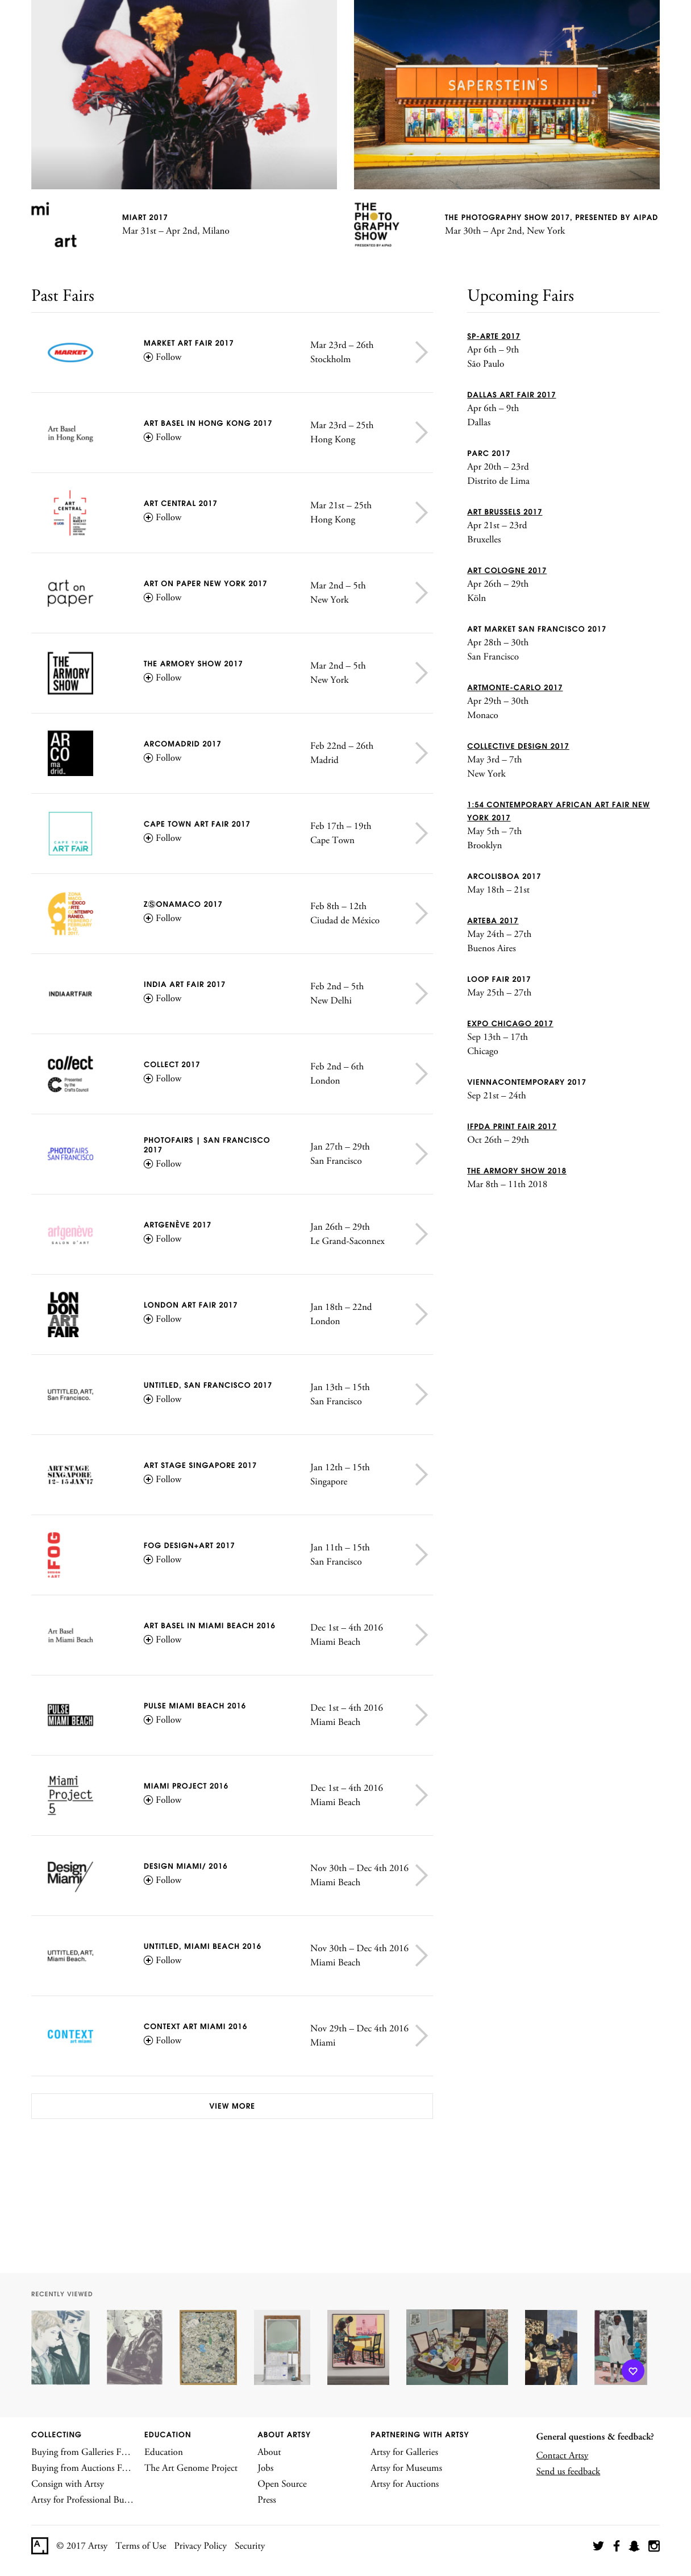 SAPERSTEIN'S
mi
art
MIART 2017
Mar 31st – Apr 2nd, Milano
THE
PHOTO
GRAPHY
SHOW
PRESENTED BY AIPAD
THE PHOTOGRAPHY SHOW 2017, PRESENTED BY AIPAD
Mar 30th – Apr 2nd, New York
Past Fairs
MARKET
MARKET ART FAIR 2017
Follow
Mar 23rd – 26th
Stockholm
Art Basel
in Hong Kong
ART BASEL IN HONG KONG 2017
Follow
Mar 23rd – 25th
Hong Kong
ART
CENTRAL
ART CENTRAL 2017
Follow
Mar 21st – 25th
Hong Kong
art on
paper
ART ON PAPER NEW YORK 2017
Follow
Mar 2nd – 5th
New York
THE
ARMORY
SHOW
THE ARMORY SHOW 2017
Follow
Mar 2nd – 5th
New York
AR
CO
ma
drid_
ARCOMADRID 2017
Follow
Feb 22nd – 26th
Madrid
CAPE TOWN
ART FAIR
CAPE TOWN ART FAIR 2017
Follow
Feb 17th – 19th
Cape Town
ZⓈONAMACO 2017
Follow
Feb 8th – 12th
Ciudad de México
INDIA ART FAIR
INDIA ART FAIR 2017
Follow
Feb 2nd – 5th
New Delhi
collect
Presented
by the
Crafts Council
COLLECT 2017
Follow
Feb 2nd – 6th
London
PHOTOFAIRS
SAN FRANCISCO
PHOTOFAIRS | SAN FRANCISCO
2017
Follow
Jan 27th – 29th
San Francisco
artgenève
SALON D'ART
ARTGENÈVE 2017
Follow
Jan 26th – 29th
Le Grand-Saconnex
LON
DON
ART
FAIR
LONDON ART FAIR 2017
Follow
Jan 18th – 22nd
London
UNTITLED, ART,
San Francisco.
UNTITLED, SAN FRANCISCO 2017
Follow
Jan 13th – 15th
San Francisco
ART STAGE
SINGAPORE
12 - 15 JAN '17
ART STAGE SINGAPORE 2017
Follow
Jan 12th – 15th
Singapore
FOG
DESIGN
+ ART
FOG DESIGN+ART 2017
Follow
Jan 11th – 15th
San Francisco
Art Basel
in Miami Beach
ART BASEL IN MIAMI BEACH 2016
Follow
Dec 1st – 4th 2016
Miami Beach
PULSE
MIAMI BEACH
PULSE MIAMI BEACH 2016
Follow
Dec 1st – 4th 2016
Miami Beach
Miami
Project
5
MIAMI PROJECT 2016
Follow
Dec 1st – 4th 2016
Miami Beach
Design
Miami/
DESIGN MIAMI/ 2016
Follow
Nov 30th – Dec 4th 2016
Miami Beach
UNTITLED, ART,
Miami Beach.
UNTITLED, MIAMI BEACH 2016
Follow
Nov 30th – Dec 4th 2016
Miami Beach
CONTEXT
art miami
CONTEXT ART MIAMI 2016
Follow
Nov 29th – Dec 4th 2016
Miami
VIEW MORE
Upcoming Fairs
SP-ARTE 2017
Apr 6th – 9th
São Paulo
DALLAS ART FAIR 2017
Apr 6th – 9th
Dallas
PARC 2017
Apr 20th – 23rd
Distrito de Lima
ART BRUSSELS 2017
Apr 21st – 23rd
Bruxelles
ART COLOGNE 2017
Apr 26th – 29th
Köln
ART MARKET SAN FRANCISCO 2017
Apr 28th – 30th
San Francisco
ARTMONTE-CARLO 2017
Apr 29th – 30th
Monaco
COLLECTIVE DESIGN 2017
May 3rd – 7th
New York
1:54 CONTEMPORARY AFRICAN ART FAIR NEW
YORK 2017
May 5th – 7th
Brooklyn
ARCOLISBOA 2017
May 18th – 21st
ARTEBA 2017
May 24th – 27th
Buenos Aires
LOOP FAIR 2017
May 25th – 27th
EXPO CHICAGO 2017
Sep 13th – 17th
Chicago
VIENNACONTEMPORARY 2017
Sep 21st – 24th
IFPDA PRINT FAIR 2017
Oct 26th – 29th
THE ARMORY SHOW 2018
Mar 8th – 11th 2018
RECENTLY VIEWED
COLLECTING
Buying from Galleries F…
Buying from Auctions F…
Consign with Artsy
Artsy for Professional Bu…
EDUCATION
Education
The Art Genome Project
ABOUT ARTSY
About
Jobs
Open Source
Press
PARTNERING WITH ARTSY
Artsy for Galleries
Artsy for Museums
Artsy for Auctions
General questions & feedback?
Contact Artsy
Send us feedback
A
© 2017 Artsy Terms of Use Privacy Policy Security